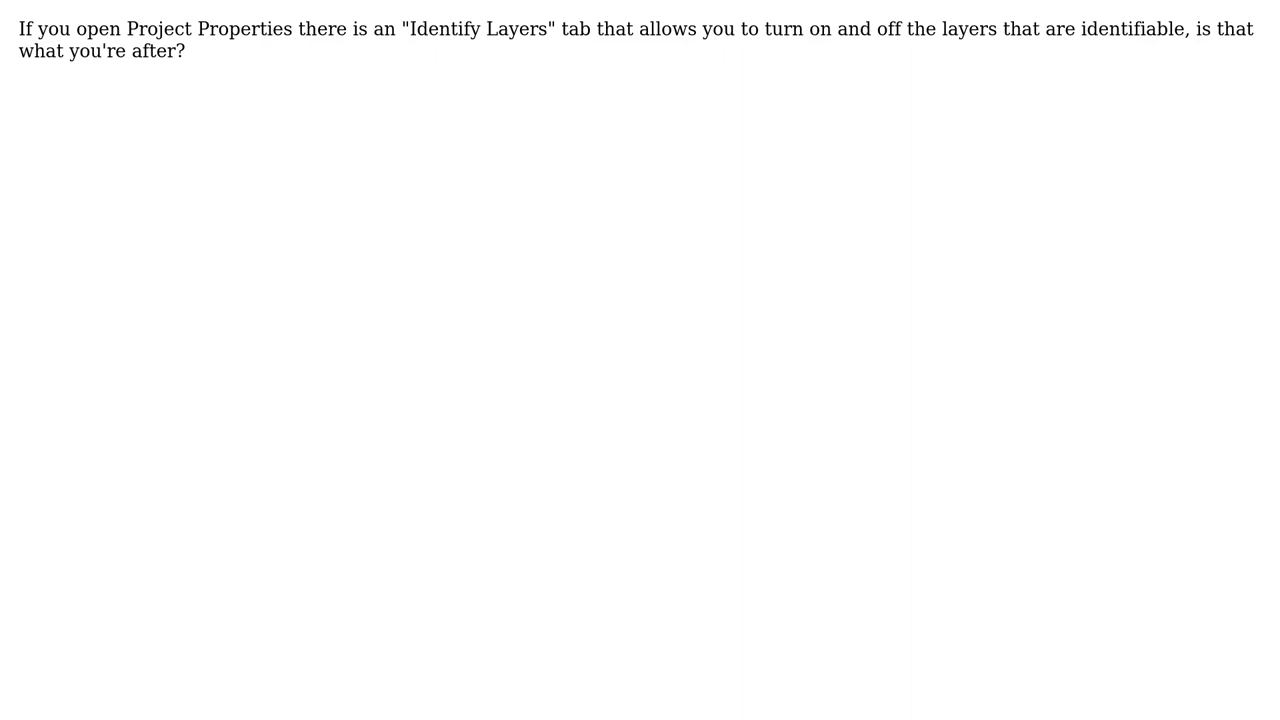 If you open Project Properties there is an "Identify Layers" tab that allows you to turn on and off the layers that are identifiable, is that
what you're after?